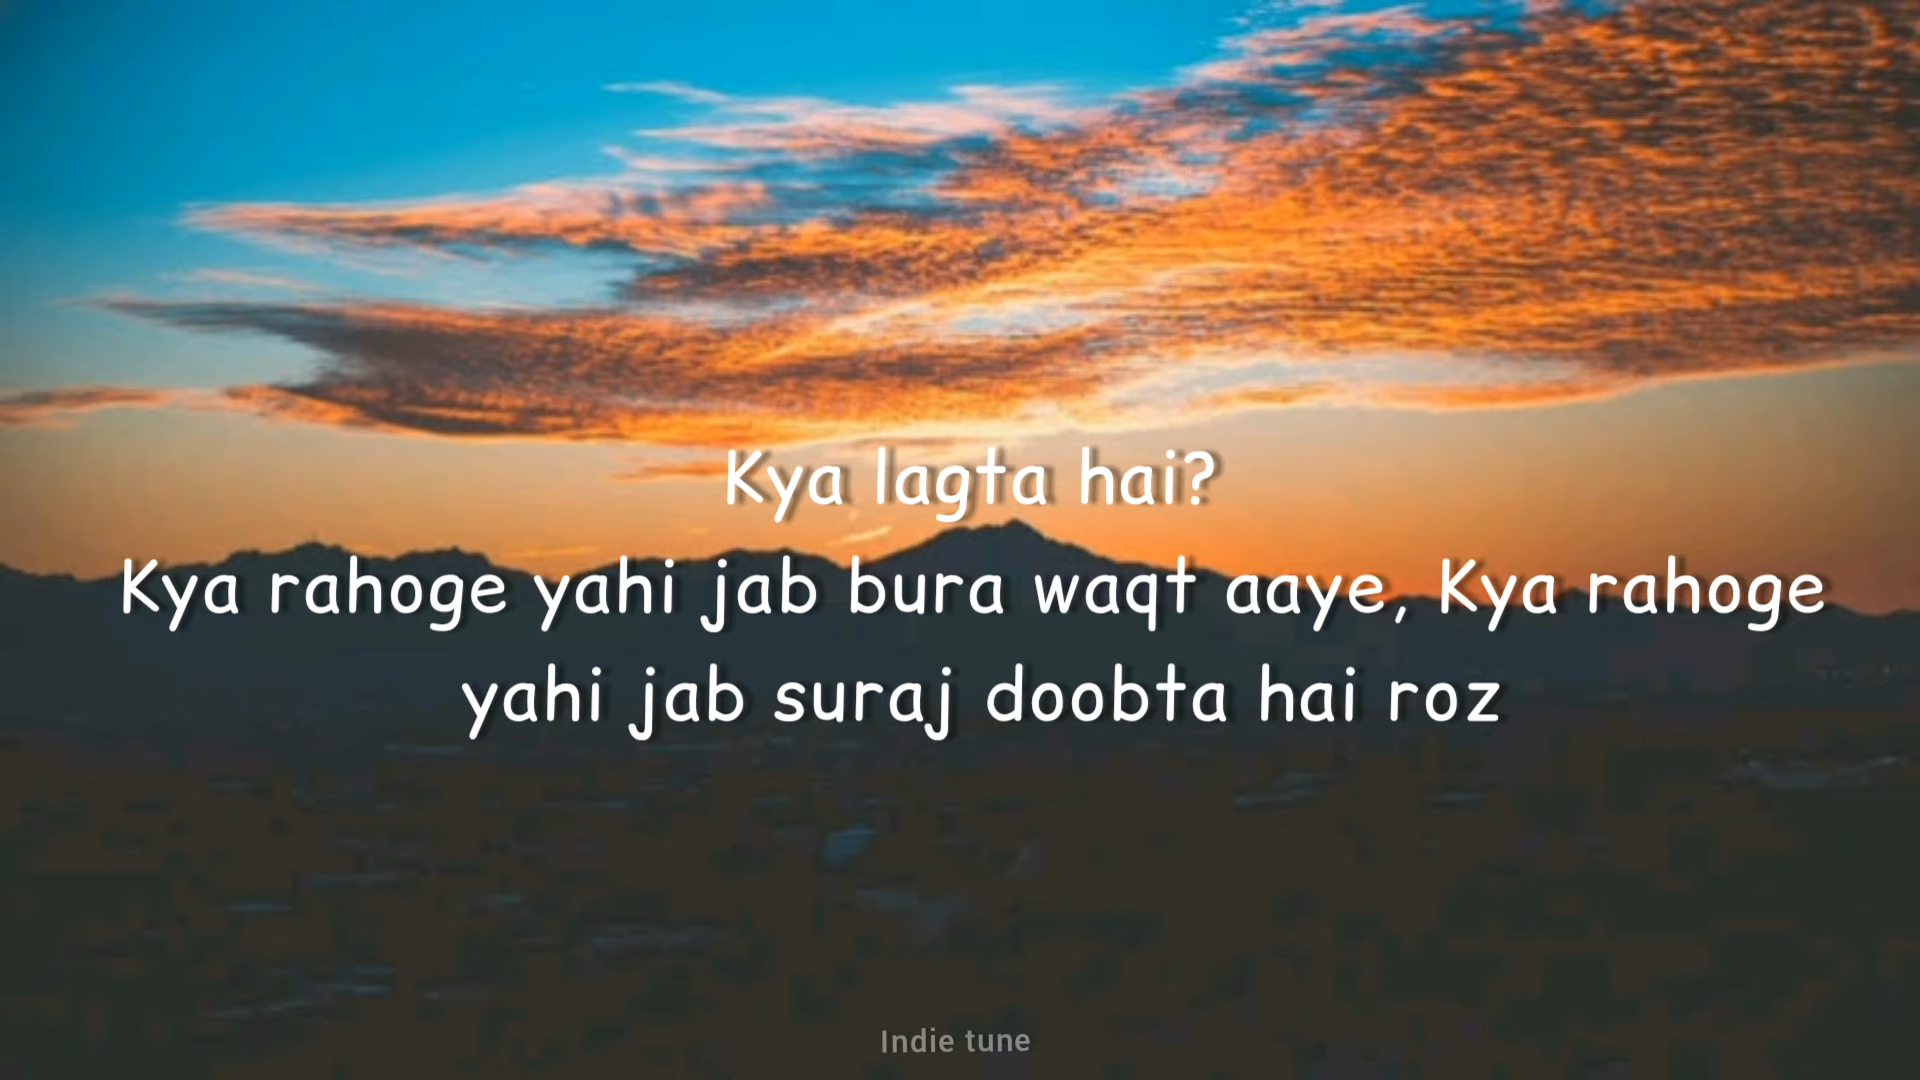 Kya lagta hai?
Kya rahoge yahi jab bura waqt aaye, Kya rahoge
yahi jab suraj doobta hai roz
Indie tune